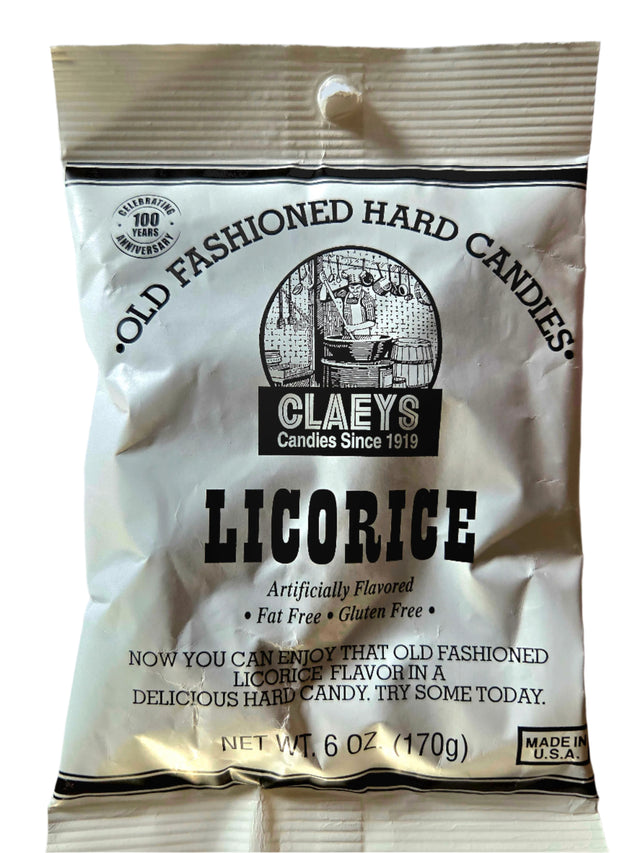 CELEBRATING
100
YEARS
ANNIVERSARY
•OLD FASHIONED HARD CANDIES•
CLAEYS
Candies Since 1919
LICORICE
Artificially Flavored
• Fat Free • Gluten Free •
NOW YOU CAN ENJOY THAT OLD FASHIONED
LICORICE FLAVOR IN A
DELICIOUS HARD CANDY. TRY SOME TODAY.
NET WT. 6 OZ. (170g)
MADE IN
U.S.A.